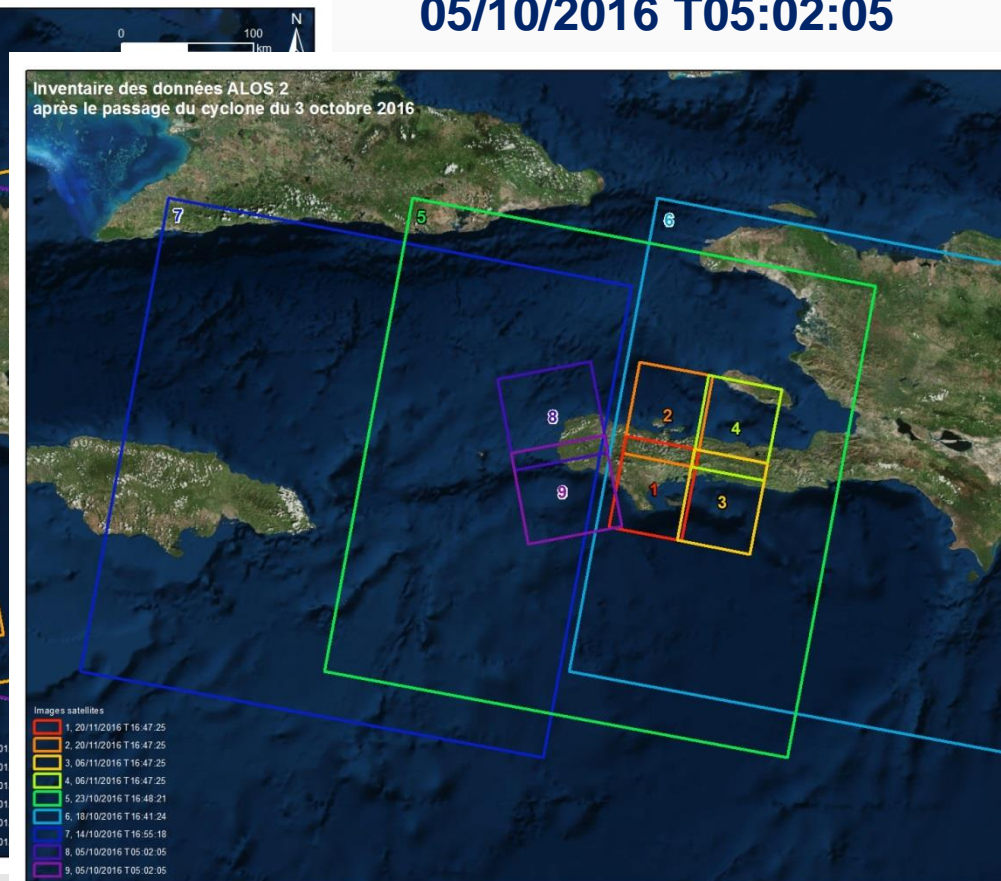 05/10/2016 T05:02:05
N
0 100
km
Inventaire des données ALOS 2
après le passage du cyclone du 3 octobre 2016
7
5
6
8
2
4
9
1
3
Images satellites
1, 20/11/2016 T16:47:25
2, 20/11/2016 T16:47:25
3, 06/11/2016 T16:47:25
4, 06/11/2016 T16:47:25
5, 23/10/2016 T16:48:21
6, 18/10/2016 T16:41:24
7, 14/10/2016 T16:55:18
8, 05/10/2016 T05:02:05
9, 05/10/2016 T05:02:05